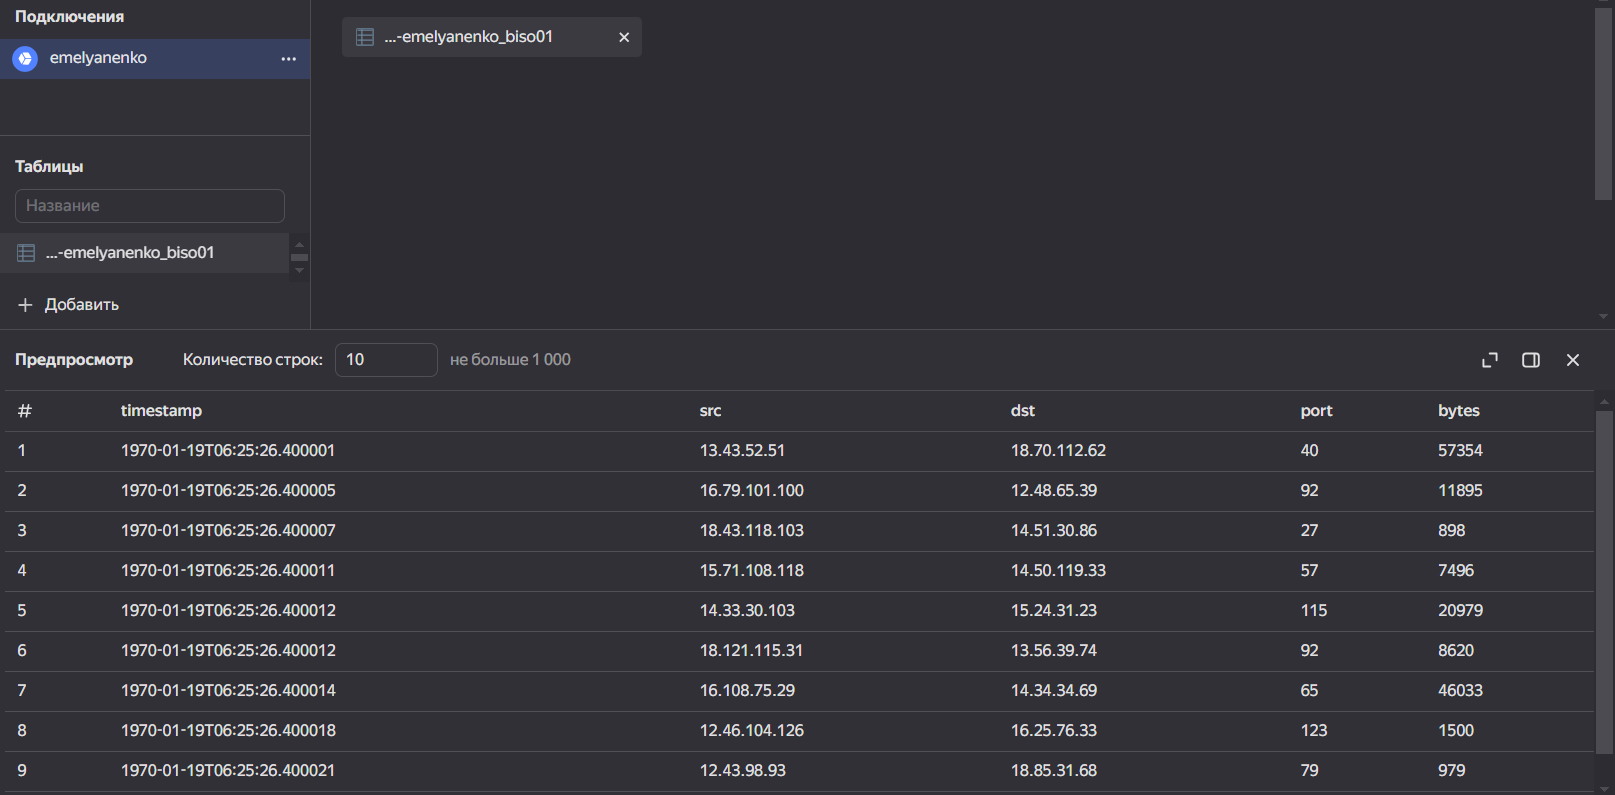 Подключения
emelyanenko
...-emelyanenko_biso01
Таблицы
Название
...-emelyanenko_biso01
Добавить
Предпросмотр Количество строк: 10 не больше 1 000
# timestamp src dst port bytes
1 1970-01-19T06:25:26.400001 13.43.52.51 18.70.112.62 40 57354
2 1970-01-19T06:25:26.400005 16.79.101.100 12.48.65.39 92 11895
3 1970-01-19T06:25:26.400007 18.43.118.103 14.51.30.86 27 898
4 1970-01-19T06:25:26.400011 15.71.108.118 14.50.119.33 57 7496
5 1970-01-19T06:25:26.400012 14.33.30.103 15.24.31.23 115 20979
6 1970-01-19T06:25:26.400012 18.121.115.31 13.56.39.74 92 8620
7 1970-01-19T06:25:26.400014 16.108.75.29 14.34.34.69 65 46033
8 1970-01-19T06:25:26.400018 12.46.104.126 16.25.76.33 123 1500
9 1970-01-19T06:25:26.400021 12.43.98.93 18.85.31.68 79 979